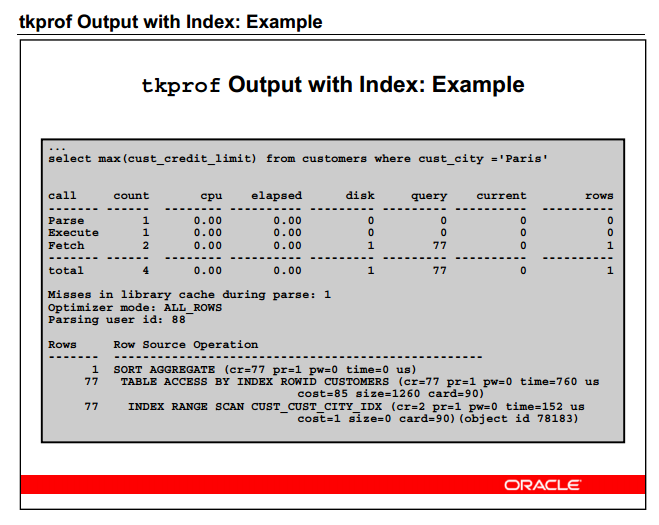 tkprof Output with Index: Example
tkprof Output with Index: Example
...
select max(cust_credit_limit) from customers where cust_city ='Paris'
call count cpu elapsed disk query current rows
------- ------ -------- ---------- ---------- ---------- ---------- ----------
Parse 1 0.00 0.00 0 0 0 0
Execute 1 0.00 0.00 0 0 0 0
Fetch 2 0.00 0.00 1 77 0 1
------- ------ -------- ---------- ---------- ---------- ---------- ----------
total 4 0.00 0.00 1 77 0 1
Misses in library cache during parse: 1
Optimizer mode: ALL_ROWS
Parsing user id: 88
Rows Row Source Operation
------- ---------------------------------------------------
1 SORT AGGREGATE (cr=77 pr=1 pw=0 time=0 us)
77 TABLE ACCESS BY INDEX ROWID CUSTOMERS (cr=77 pr=1 pw=0 time=760 us
cost=85 size=1260 card=90)
77 INDEX RANGE SCAN CUST_CUST_CITY_IDX (cr=2 pr=1 pw=0 time=152 us
cost=1 size=0 card=90)(object id 78183)
ORACLE